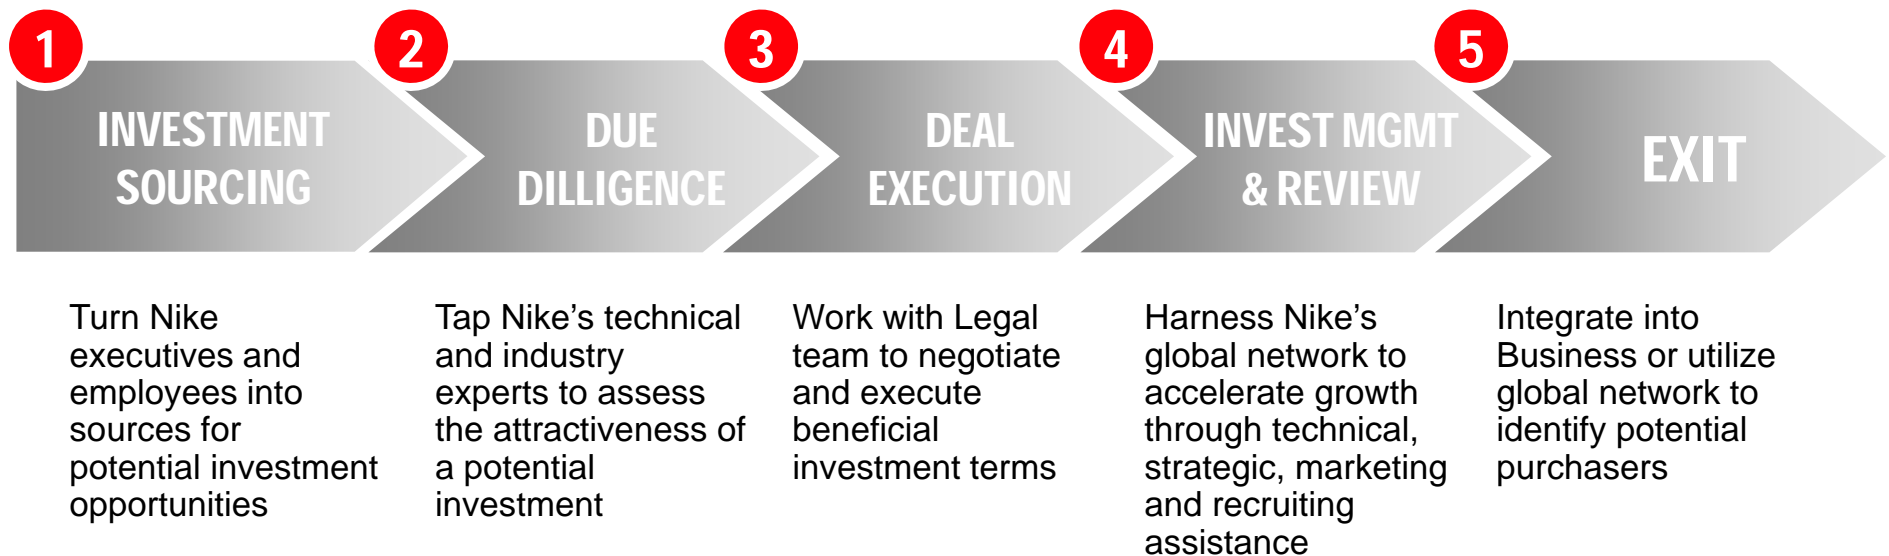 1
INVESTMENT
SOURCING
2
DUE
DILLIGENCE
3
DEAL
EXECUTION
4
INVEST MGMT
& REVIEW
5
EXIT
Turn Nike
executives and
employees into
sources for
potential investment
opportunities
Tap Nike’s technical
and industry
experts to assess
the attractiveness of
a potential
investment
Work with Legal
team to negotiate
and execute
beneficial
investment terms
Harness Nike’s
global network to
accelerate growth
through technical,
strategic, marketing
and recruiting
assistance
Integrate into
Business or utilize
global network to
identify potential
purchasers